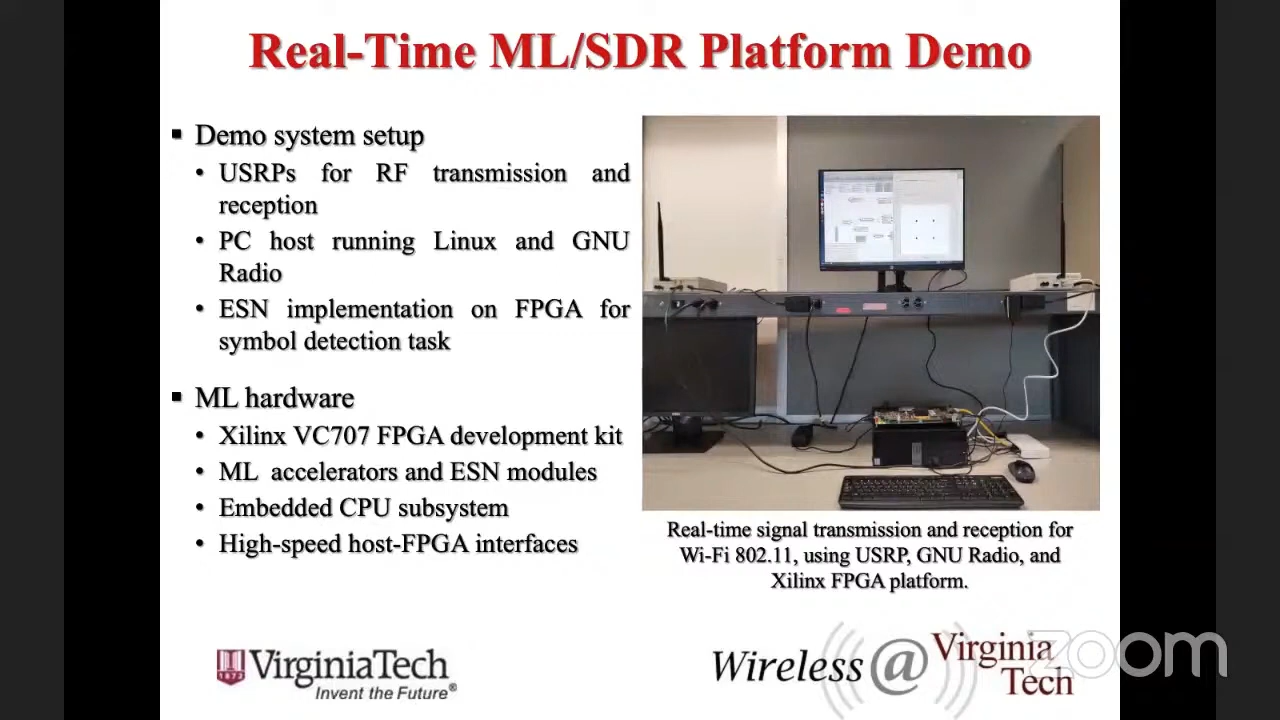 Real-Time ML/SDR Platform Demo
▪ Demo system setup
• USRPs for RF transmission and
reception
• PC host running Linux and GNU
Radio
• ESN implementation on FPGA for
symbol detection task
▪ ML hardware
• Xilinx VC707 FPGA development kit
• ML accelerators and ESN modules
• Embedded CPU subsystem
• High-speed host-FPGA interfaces
Real-time signal transmission and reception for
Wi-Fi 802.11, using USRP, GNU Radio, and
Xilinx FPGA platform.
1872
VirginiaTech
Invent the Future®
Wireless @ Virginia
Tech
zoom